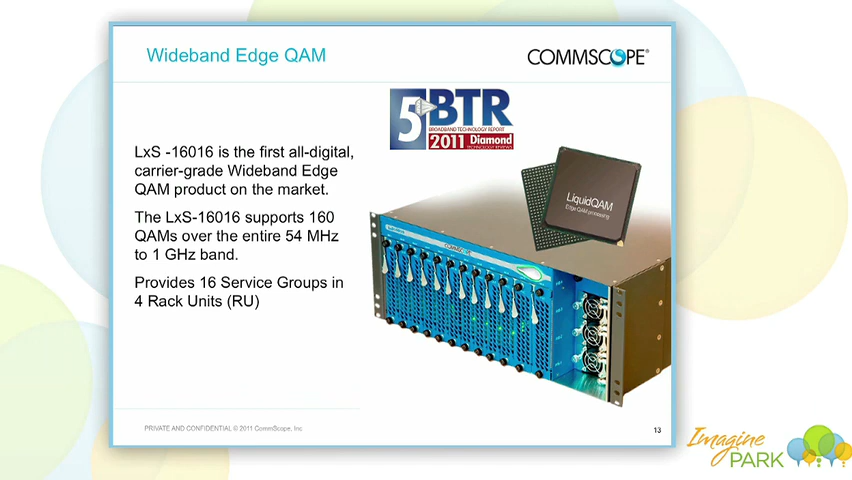 Wideband Edge QAM
COMMSCOPE®
5 BTR
BROADBAND TECHNOLOGY REPORT
2011 Diamond
TECHNOLOGY REVIEWS
LxS -16016 is the first all-digital,
carrier-grade Wideband Edge
QAM product on the market.
The LxS-16016 supports 160
QAMs over the entire 54 MHz
to 1 GHz band.
Provides 16 Service Groups in
4 Rack Units (RU)
LiquidQAM
Edge QAM processing
PRIVATE AND CONFIDENTIAL © 2011 CommScope, Inc
13
Imagine
PARK